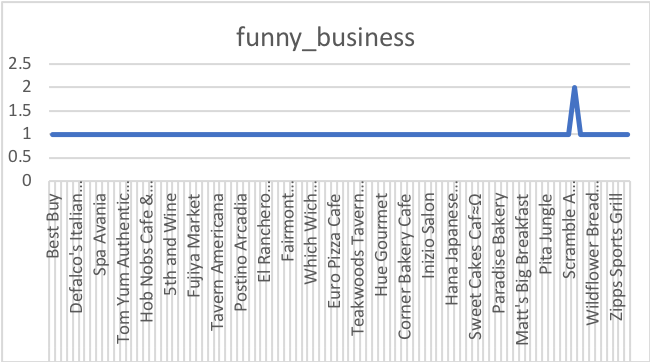 funny_business
2.5
2
1.5
1
0.5
0
Best Buy
Defalco's Italian...
Spa Avania
Tom Yum Authentic...
Hob Nobs Cafe &...
5th and Wine
Fujiya Market
Tavern Americana
Postino Arcadia
El Ranchero...
Fairmont...
Which Wich...
Euro Pizza Cafe
Teakwoods Tavern...
Hue Gourmet
Corner Bakery Cafe
Inizio Salon
Hana Japanese...
Sweet Cakes Caf≈Ω
Paradise Bakery
Matt's Big Breakfast
Pita Jungle
Scramble A...
Wildflower Bread...
Zipps Sports Grill